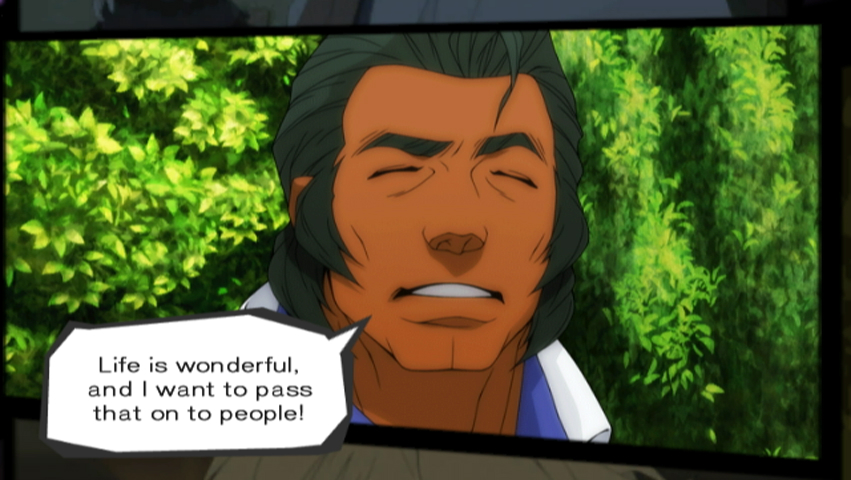 Life is wonderful,
and I want to pass
that on to people!